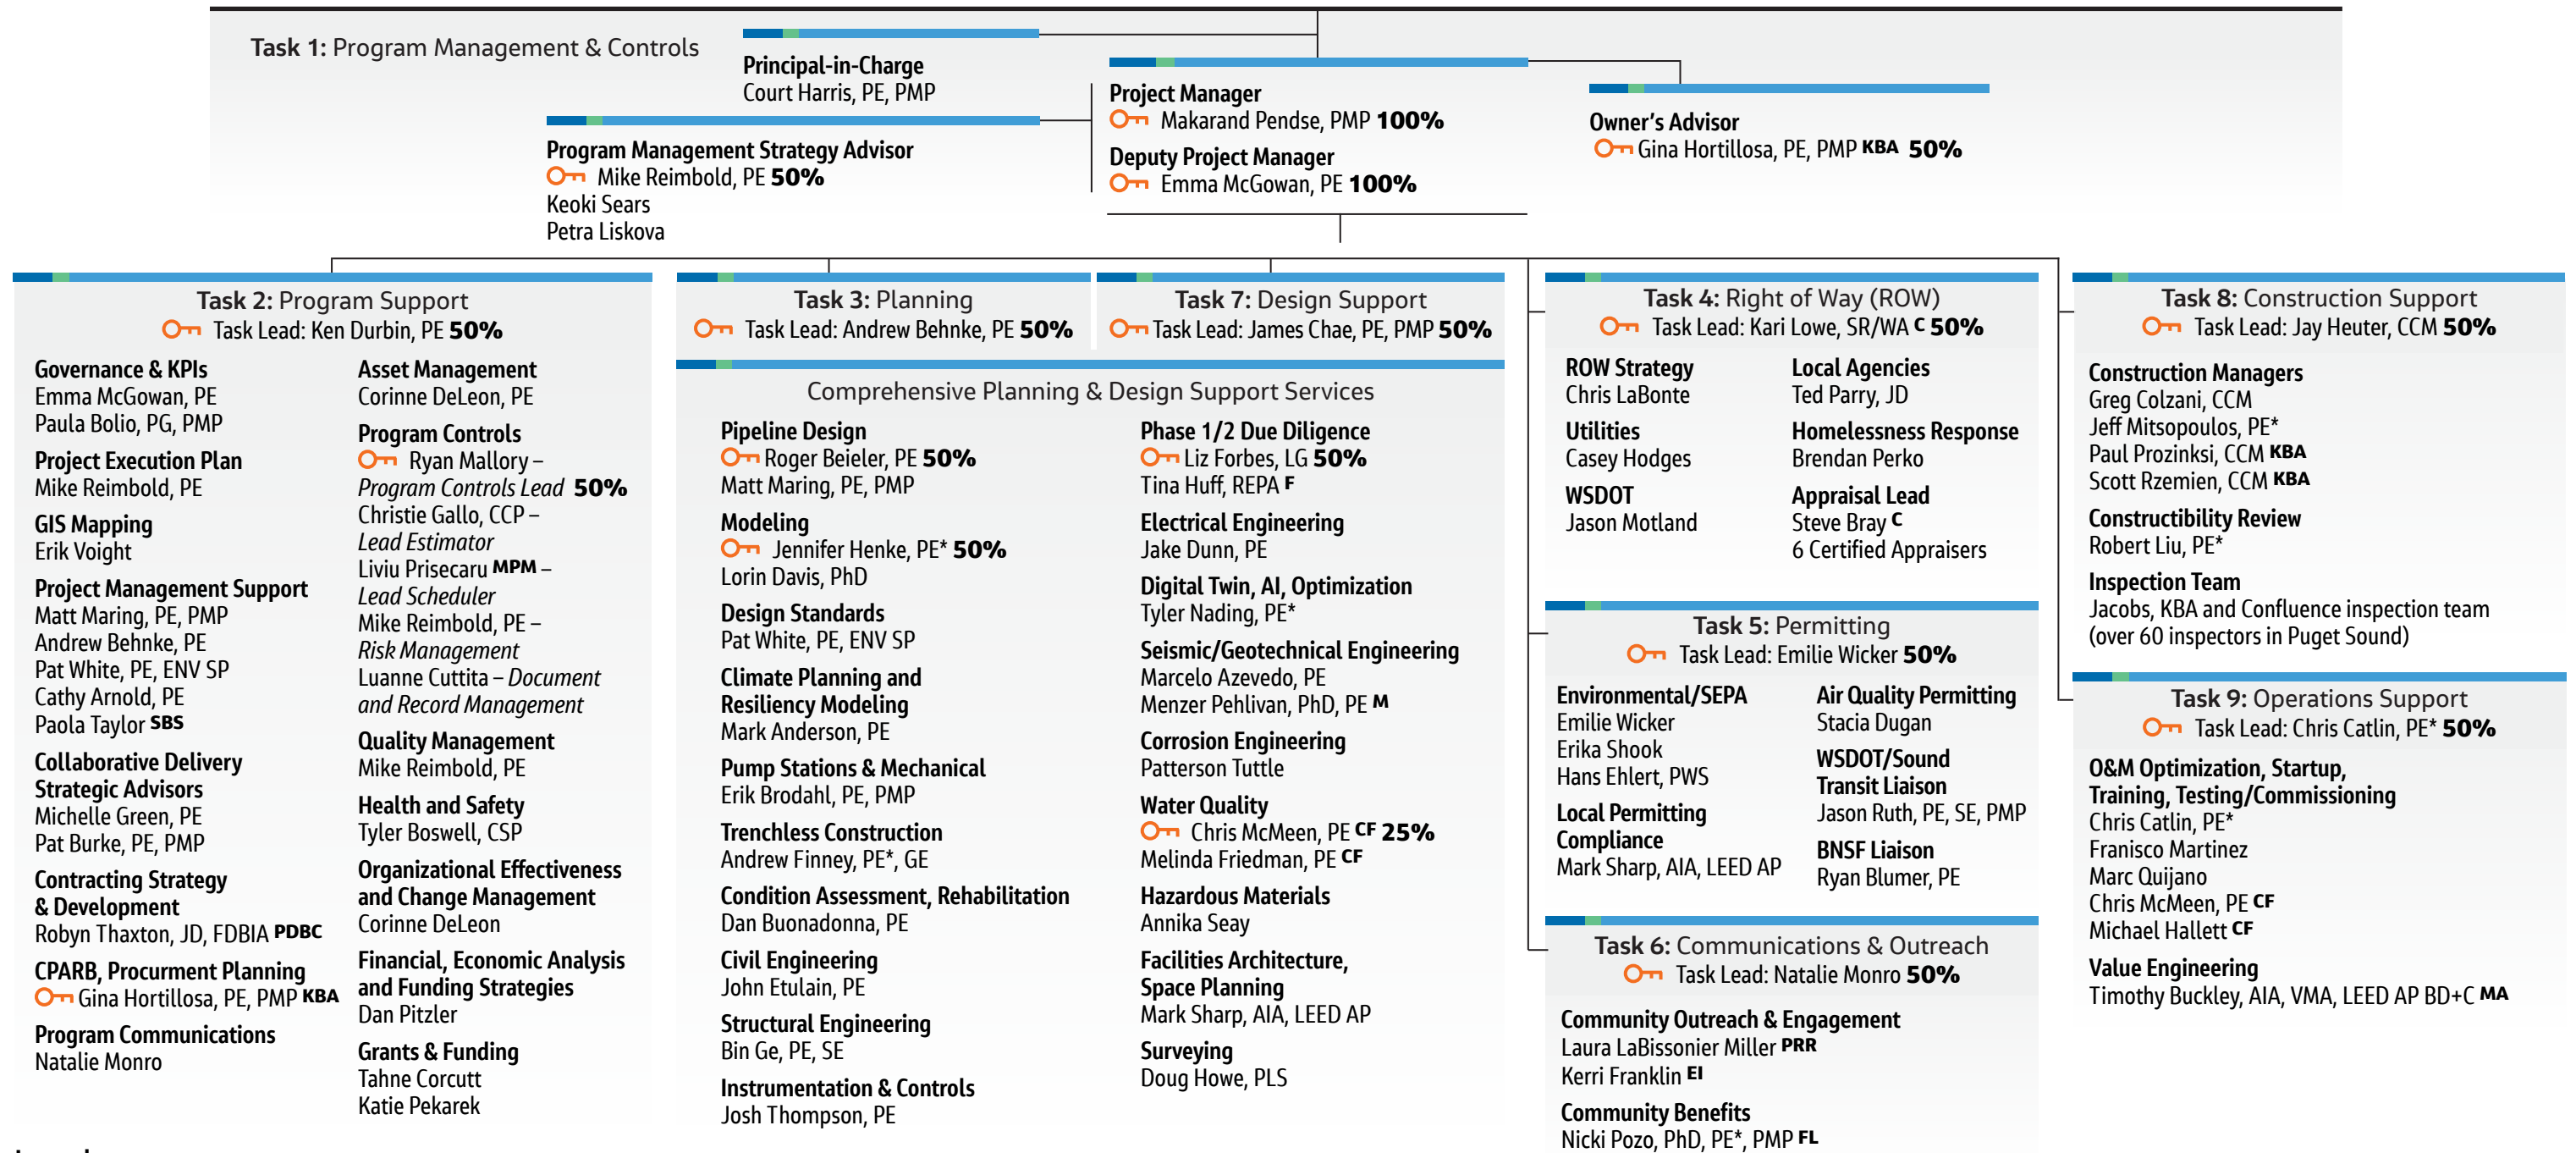 Task 1: Program Management & Controls
Principal-in-Charge
Court Harris, PE, PMP
Program Management Strategy Advisor
Mike Reimbold, PE 50%
Keoki Sears
Petra Liskova
Project Manager
Makarand Pendse, PMP 100%
Deputy Project Manager
Emma McGowan, PE 100%
Owner's Advisor
Gina Hortillosa, PE, PMP KBA 50%
Task 2: Program Support
Task Lead: Ken Durbin, PE 50%
Governance & KPIs
Emma McGowan, PE
Paula Bolio, PG, PMP
Project Execution Plan
Mike Reimbold, PE
GIS Mapping
Erik Voight
Project Management Support
Matt Maring, PE, PMP
Andrew Behnke, PE
Pat White, PE, ENV SP
Cathy Arnold, PE
Paola Taylor SBS
Collaborative Delivery
Strategic Advisors
Michelle Green, PE
Pat Burke, PE, PMP
Contracting Strategy
& Development
Robyn Thaxton, JD, FDBIA PDBC
CPARB, Procurment Planning
Gina Hortillosa, PE, PMP KBA
Program Communications
Natalie Monro
Asset Management
Corinne DeLeon, PE
Program Controls
Ryan Mallory –
Program Controls Lead 50%
Christie Gallo, CCP –
Lead Estimator
Liviu Prisecaru MPM –
Lead Scheduler
Mike Reimbold, PE –
Risk Management
Luanne Cuttita – Document
and Record Management
Quality Management
Mike Reimbold, PE
Health and Safety
Tyler Boswell, CSP
Organizational Effectiveness
and Change Management
Corinne DeLeon
Financial, Economic Analysis
and Funding Strategies
Dan Pitzler
Grants & Funding
Tahne Corcutt
Katie Pekarek
Task 3: Planning
Task Lead: Andrew Behnke, PE 50%
Task 7: Design Support
Task Lead: James Chae, PE, PMP 50%
Comprehensive Planning & Design Support Services
Pipeline Design
Roger Beieler, PE 50%
Matt Maring, PE, PMP
Modeling
Jennifer Henke, PE* 50%
Lorin Davis, PhD
Design Standards
Pat White, PE, ENV SP
Climate Planning and
Resiliency Modeling
Mark Anderson, PE
Pump Stations & Mechanical
Erik Brodahl, PE, PMP
Trenchless Construction
Andrew Finney, PE*, GE
Condition Assessment, Rehabilitation
Dan Buonadonna, PE
Civil Engineering
John Etulain, PE
Structural Engineering
Bin Ge, PE, SE
Instrumentation & Controls
Josh Thompson, PE
Phase 1/2 Due Diligence
Liz Forbes, LG 50%
Tina Huff, REPA F
Electrical Engineering
Jake Dunn, PE
Digital Twin, AI, Optimization
Tyler Nading, PE*
Seismic/Geotechnical Engineering
Marcelo Azevedo, PE
Menzer Pehlivan, PhD, PE M
Corrosion Engineering
Patterson Tuttle
Water Quality
Chris McMeen, PE CF 25%
Melinda Friedman, PE CF
Hazardous Materials
Annika Seay
Facilities Architecture,
Space Planning
Mark Sharp, AIA, LEED AP
Surveying
Doug Howe, PLS
Task 4: Right of Way (ROW)
Task Lead: Kari Lowe, SR/WA C 50%
ROW Strategy
Chris LaBonte
Utilities
Casey Hodges
WSDOT
Jason Motland
Local Agencies
Ted Parry, JD
Homelessness Response
Brendan Perko
Appraisal Lead
Steve Bray C
6 Certified Appraisers
Task 5: Permitting
Task Lead: Emilie Wicker 50%
Environmental/SEPA
Emilie Wicker
Erika Shook
Hans Ehlert, PWS
Local Permitting
Compliance
Mark Sharp, AIA, LEED AP
Air Quality Permitting
Stacia Dugan
WSDOT/Sound
Transit Liaison
Jason Ruth, PE, SE, PMP
BNSF Liaison
Ryan Blumer, PE
Task 6: Communications & Outreach
Task Lead: Natalie Monro 50%
Community Outreach & Engagement
Laura LaBissonier Miller PRR
Kerri Franklin EI
Community Benefits
Nicki Pozo, PhD, PE*, PMP FL
Task 8: Construction Support
Task Lead: Jay Heuter, CCM 50%
Construction Managers
Greg Colzani, CCM
Jeff Mitsopoulos, PE*
Paul Prozinksi, CCM KBA
Scott Rzemien, CCM KBA
Constructibility Review
Robert Liu, PE*
Inspection Team
Jacobs, KBA and Confluence inspection team
(over 60 inspectors in Puget Sound)
Task 9: Operations Support
Task Lead: Chris Catlin, PE* 50%
O&M Optimization, Startup,
Training, Testing/Commissioning
Chris Catlin, PE*
Franisco Martinez
Marc Quijano
Chris McMeen, PE CF
Michael Hallett CF
Value Engineering
Timothy Buckley, AIA, VMA, LEED AP BD+C MA